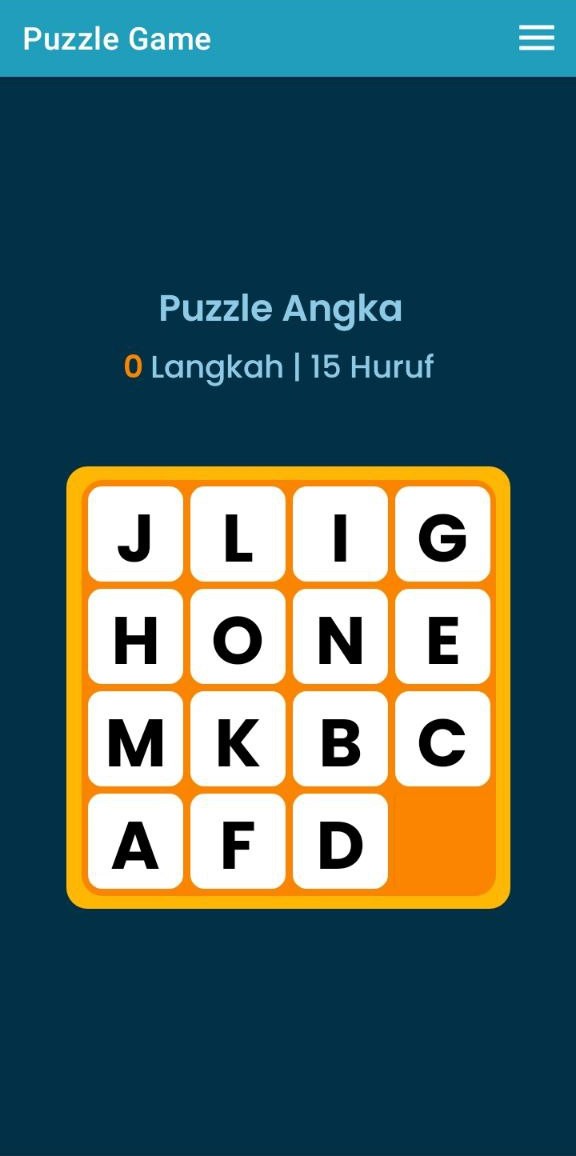 Puzzle Game
Puzzle Angka
0 Langkah | 15 Huruf
J L I G
H O N E
M K B C
A F D